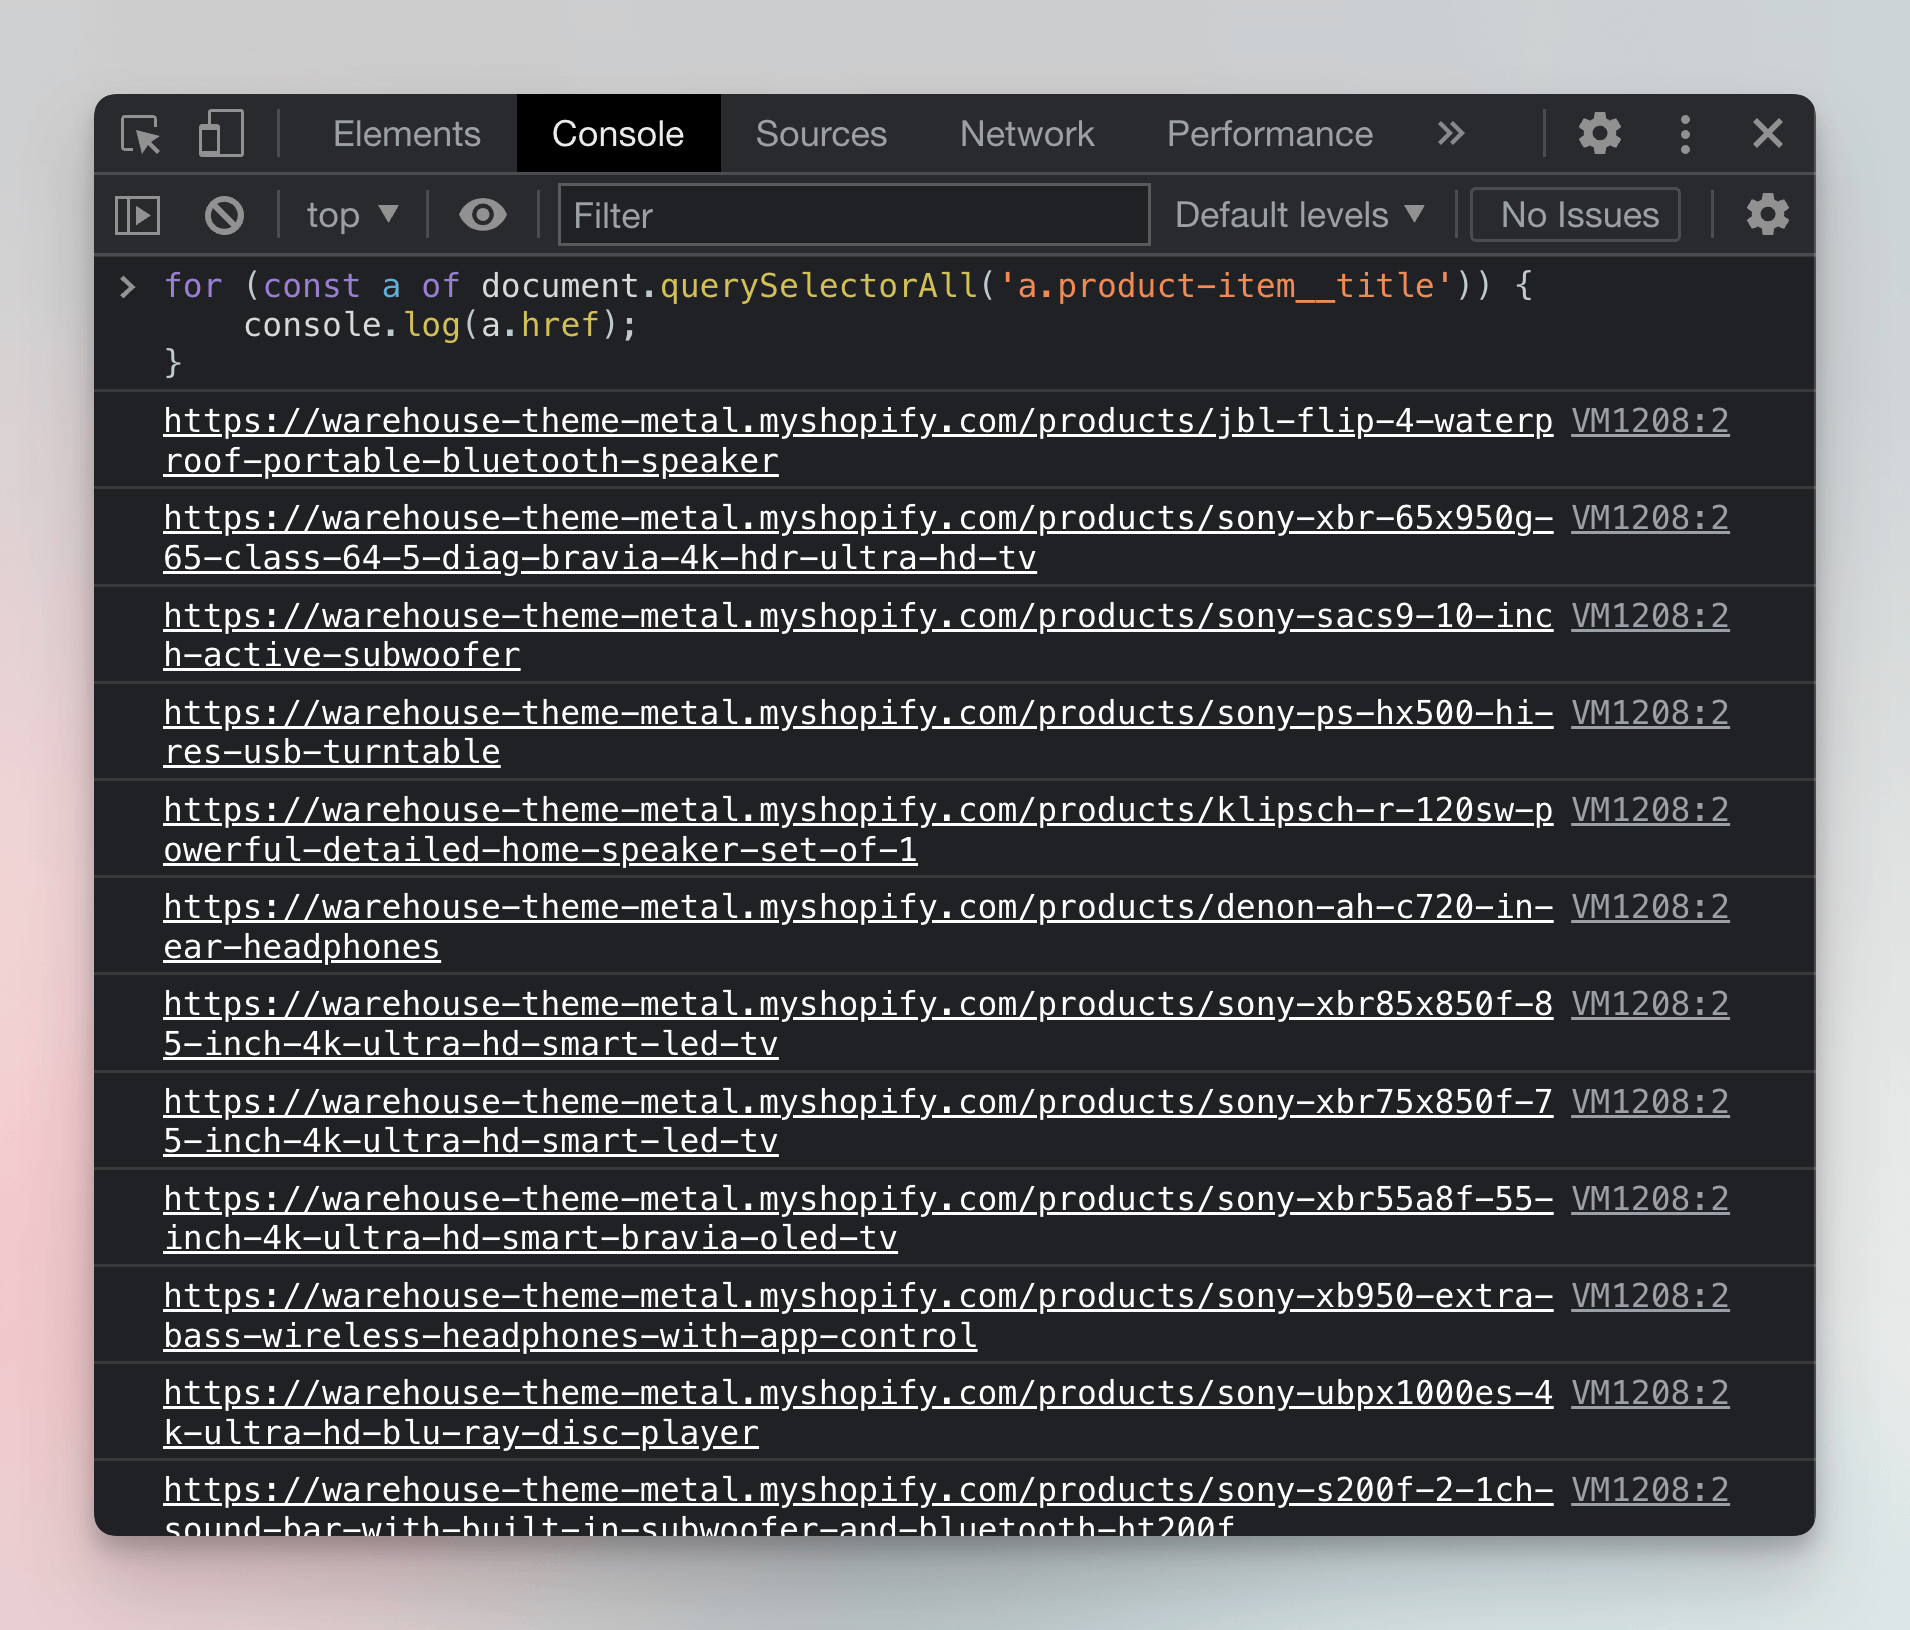 Elements Console Sources Network Performance
top Filter Default levels No Issues
for (const a of document.querySelectorAll('a.product-item__title')) {
console.log(a.href);
}
https://warehouse-theme-metal.myshopify.com/products/jbl-flip-4-waterp VM1208:2
roof-portable-bluetooth-speaker
https://warehouse-theme-metal.myshopify.com/products/sony-xbr-65x950g- VM1208:2
65-class-64-5-diag-bravia-4k-hdr-ultra-hd-tv
https://warehouse-theme-metal.myshopify.com/products/sony-sacs9-10-inc VM1208:2
h-active-subwoofer
https://warehouse-theme-metal.myshopify.com/products/sony-ps-hx500-hi- VM1208:2
res-usb-turntable
https://warehouse-theme-metal.myshopify.com/products/klipsch-r-120sw-p VM1208:2
owerful-detailed-home-speaker-set-of-1
https://warehouse-theme-metal.myshopify.com/products/denon-ah-c720-in- VM1208:2
ear-headphones
https://warehouse-theme-metal.myshopify.com/products/sony-xbr85x850f-8 VM1208:2
5-inch-4k-ultra-hd-smart-led-tv
https://warehouse-theme-metal.myshopify.com/products/sony-xbr75x850f-7 VM1208:2
5-inch-4k-ultra-hd-smart-led-tv
https://warehouse-theme-metal.myshopify.com/products/sony-xbr55a8f-55- VM1208:2
inch-4k-ultra-hd-smart-bravia-oled-tv
https://warehouse-theme-metal.myshopify.com/products/sony-xb950-extra- VM1208:2
bass-wireless-headphones-with-app-control
https://warehouse-theme-metal.myshopify.com/products/sony-ubpx1000es-4 VM1208:2
k-ultra-hd-blu-ray-disc-player
https://warehouse-theme-metal.myshopify.com/products/sony-s200f-2-1ch- VM1208:2
sound-bar-with-built-in-subwoofer-and-bluetooth-ht200f